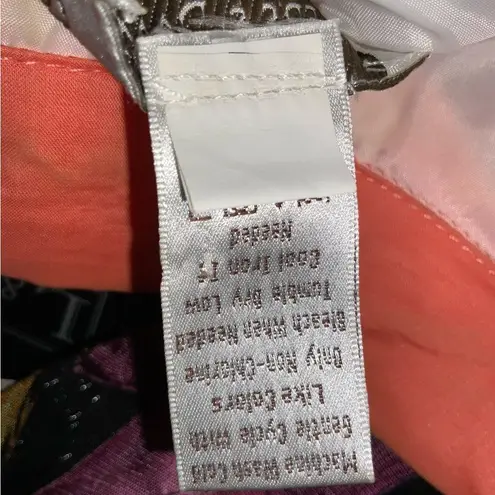 Machine Wash Cold
Gentle Cycle With
Like Colors
Only Non-Chlorine
Bleach When Needed
Tumble Dry Low
Cool Iron If
Needed